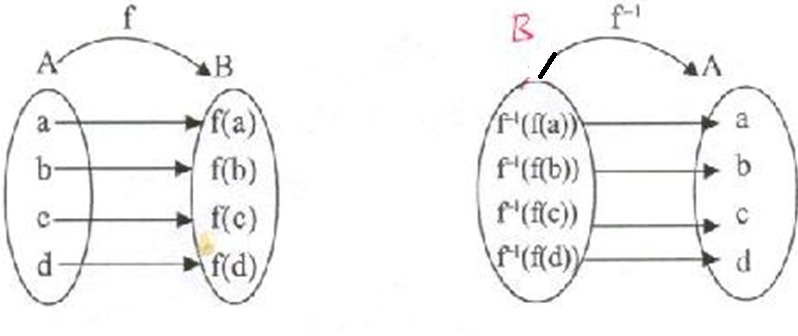 f
A B
a f(a)
b f(b)
c f(c)
d f(d)
B f⁻¹
A
f⁻¹(f(a)) a
f⁻¹(f(b)) b
f⁻¹(f(c)) c
f⁻¹(f(d)) d